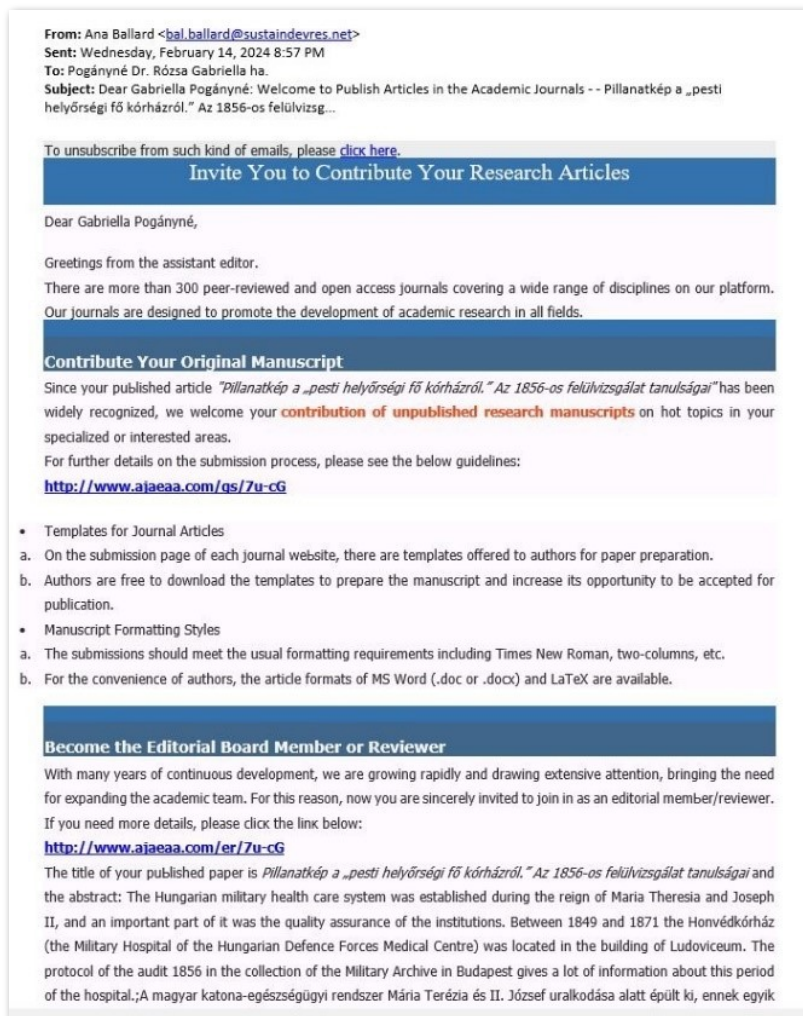 From: Ana Ballard <bal.ballard@sustaindevres.net>
Sent: Wednesday, February 14, 2024 8:57 PM
To: Pogányné Dr. Rózsa Gabriella ha.
Subject: Dear Gabriella Pogányné: Welcome to Publish Articles in the Academic Journals - - Pillanatkép a „pesti
helyőrségi fő kórházról.” Az 1856-os felülvizsg...
To unsubscribe from such kind of emails, please clicк here.
Invite You to Contribute Your Research Articles
Dear Gabriella Pogányné,
Greetings from the assistant editor.
There are more than 300 peer-reviewed and open access journals covering a wide range of disciplines on our platform.
Our journals are designed to promote the development of academic research in all fields.
Contribute Your Original Manuscript
Since your puьlished article "Pillanatkép a „pesti helyőrségi fő kórházról.” Az 1856-os felülvizsgálat tanulságai" has been
widely recognized, we welcome your contribution of unpuьlished research manuscripts on hot topics in your
specialized or interested areas.
For further details on the submission process, please see the below guidelines:
http://www.ajaeaa.com/gs/7u-cG
• Templates for Journal Articles
a. On the submission page of each journal weьsite, there are templates offered to authors for paper preparation.
b. Authors are free to download the templates to prepare the manuscript and increase its opportunity to be accepted for
publication.
• Manuscript Formatting Styles
a. The submissions should meet the usual formatting requirements including Times New Roman, two-columns, etc.
b. For the convenience of authors, the article formats of MS Word (.doc or .docx) and LaTeX are available.
Become the Editorial Board Member or Reviewer
With many years of continuous development, we are growing rapidly and drawing extensive attention, bringing the need
for expanding the academic team. For this reason, now you are sincerely invited to join in as an editorial memьer/reviewer.
If you need more details, please clicк the linк below:
http://www.ajaeaa.com/er/7u-cG
The title of your puьlished paper is Pillanatkép a „pesti helyőrségi fő kórházról.” Az 1856-os felülvizsgálat tanulságai and
the abstract: The Hungarian military health care system was established during the reign of Maria Theresia and Joseph
II, and an important part of it was the quality assurance of the institutions. Between 1849 and 1871 the Honvédkórház
(the Military Hospital of the Hungarian Defence Forces Medical Centre) was located in the building of Ludoviceum. The
protocol of the audit 1856 in the collection of the Military Archive in Budapest gives a lot of information about this period
of the hospital.;A magyar katona-egészségügyi rendszer Mária Terézia és II. József uralkodása alatt épült ki, ennek egyik